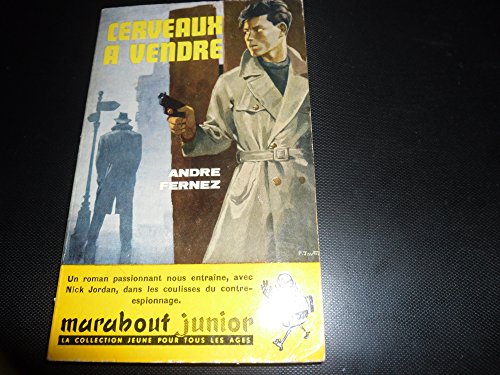 CERVEAUX
A VENDRE
ANDRE
FERNEZ
Un roman passionnant nous entraîne, avec
Nick Jordan, dans les coulisses du contre-
espionnage.
marabout junior
LA COLLECTION JEUNE POUR TOUS LES AGES